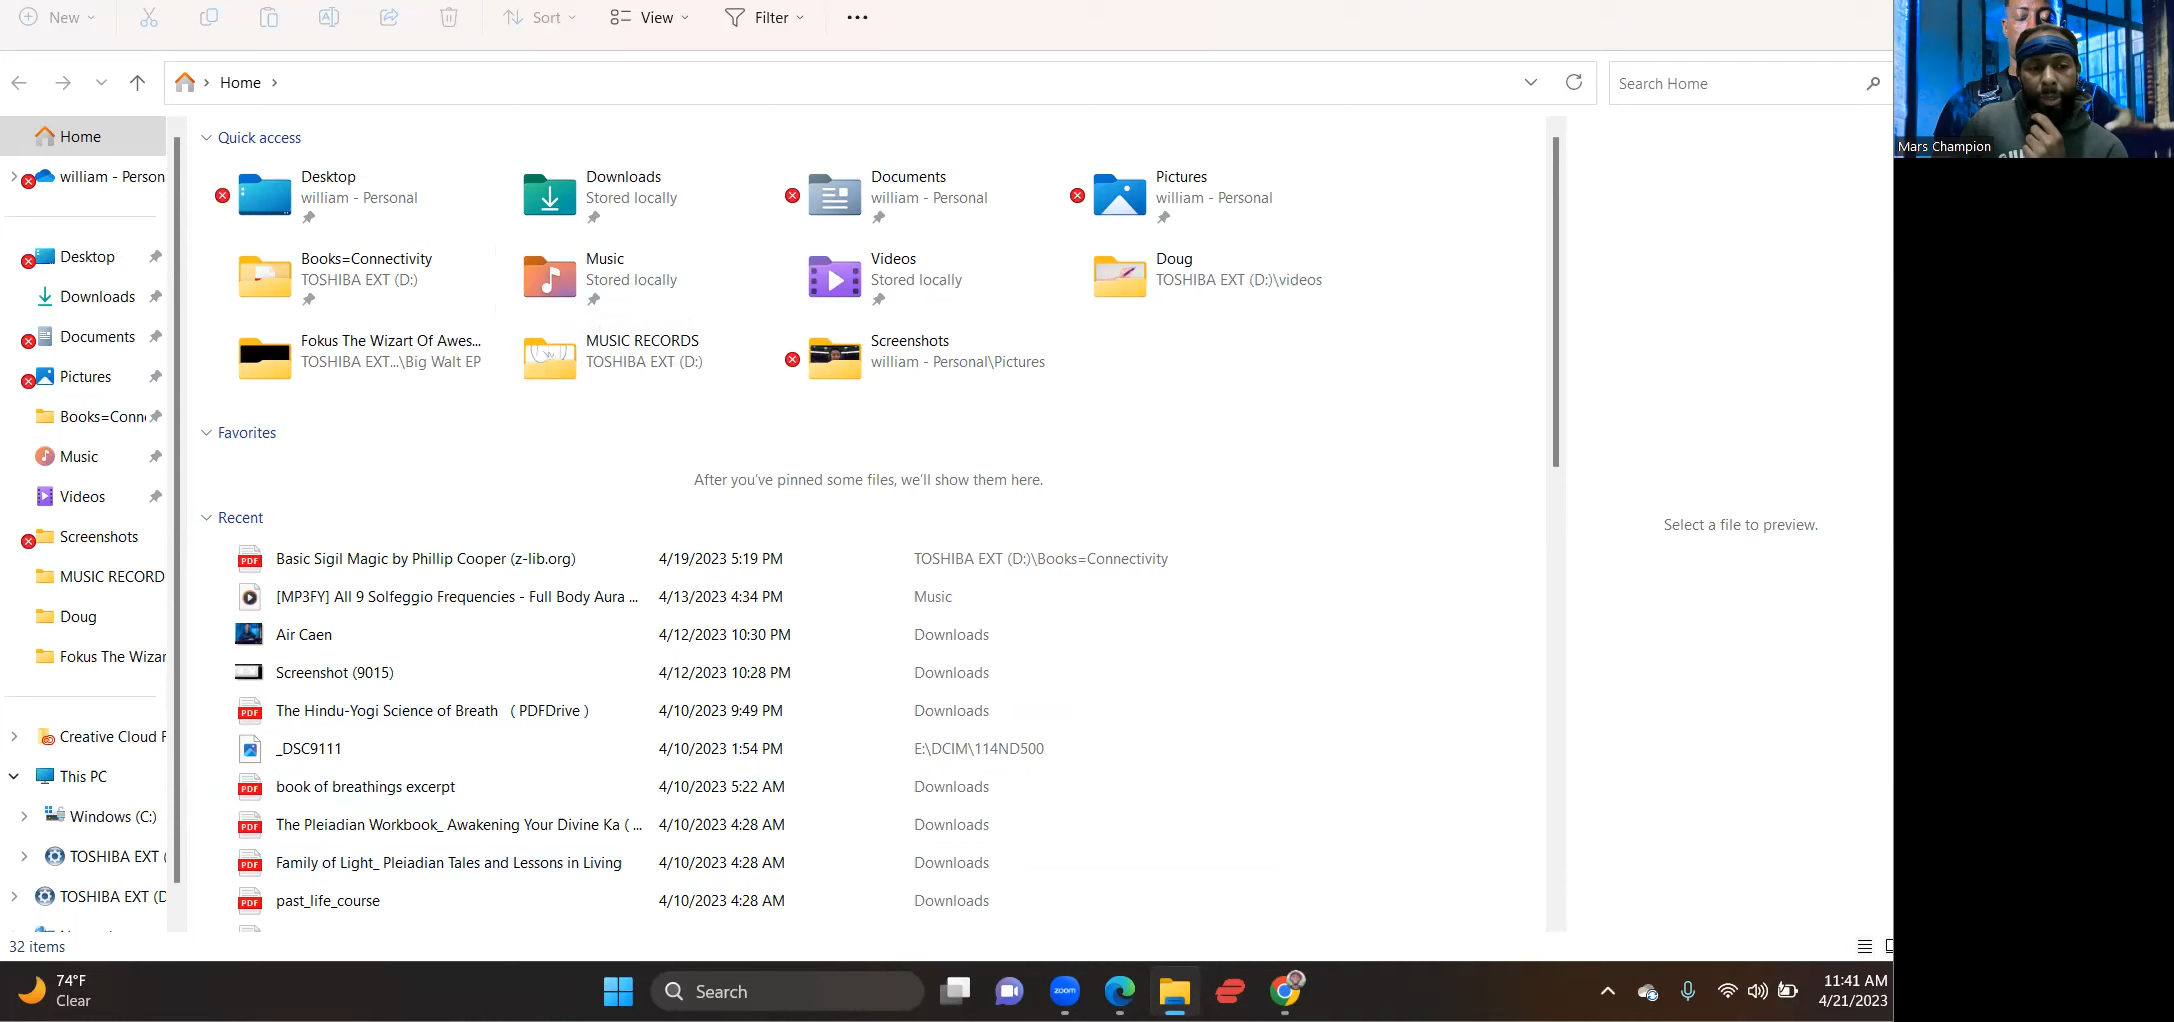 New
Sort
View
Filter
Home
Search Home
Mars Champion
Home
william - Person
Desktop
Downloads
Documents
Pictures
Books=Conn
Music
Videos
Screenshots
MUSIC RECORD
Doug
Fokus The Wizar
Creative Cloud F
This PC
Windows (C:)
TOSHIBA EXT (
TOSHIBA EXT (D
Quick access
Desktop
william - Personal
Downloads
Stored locally
Documents
william - Personal
Pictures
william - Personal
Books=Connectivity
TOSHIBA EXT (D:)
Music
Stored locally
Videos
Stored locally
Doug
TOSHIBA EXT (D:)\videos
Fokus The Wizart Of Awes...
TOSHIBA EXT...\Big Walt EP
MUSIC RECORDS
TOSHIBA EXT (D:)
Screenshots
william - Personal\Pictures
Favorites
After you've pinned some files, we'll show them here.
Recent
Basic Sigil Magic by Phillip Cooper (z-lib.org) 4/19/2023 5:19 PM TOSHIBA EXT (D:)\Books=Connectivity
[MP3FY] All 9 Solfeggio Frequencies - Full Body Aura ... 4/13/2023 4:34 PM Music
Air Caen 4/12/2023 10:30 PM Downloads
Screenshot (9015) 4/12/2023 10:28 PM Downloads
PDF The Hindu-Yogi Science of Breath ( PDFDrive ) 4/10/2023 9:49 PM Downloads
_DSC9111 4/10/2023 1:54 PM E:\DCIM\114ND500
PDF book of breathings excerpt 4/10/2023 5:22 AM Downloads
PDF The Pleiadian Workbook_ Awakening Your Divine Ka ( ... 4/10/2023 4:28 AM Downloads
PDF Family of Light_ Pleiadian Tales and Lessons in Living 4/10/2023 4:28 AM Downloads
PDF past_life_course 4/10/2023 4:28 AM Downloads
Select a file to preview.
32 items
74°F
Clear
Search
zoom
11:41 AM
4/21/2023